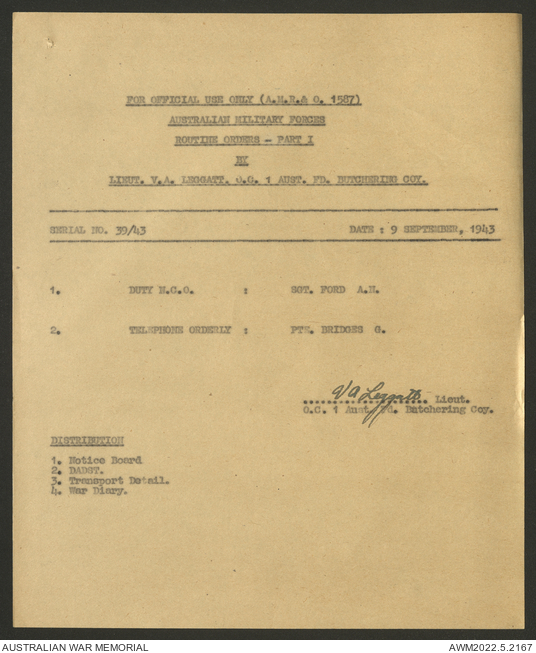 FOR OFFICIAL USE ONLY (A.M.R.& O. 1587)
AUSTRALIAN MILITARY FORCES
ROUTINE ORDERS - PART I
BY
LIEUT. V.A. LEGGATT. O.C. 1 AUST. FD. BUTCHERING COY.
SERIAL NO. 39/43 DATE : 9 SEPTEMBER, 1943
1. DUTY N.C.O. : SGT. FORD A.H.
2. TELEPHONE ORDERLY : PTE. BRIDGES G.
VA Leggatt Lieut.
O.C. 1 Aust Fd. Butchering Coy.
DISTRIBUTION
1. Notice Board
2. DADST.
3. Transport Detail.
4. War Diary.
AUSTRALIAN WAR MEMORIAL AWM2022.5.2167